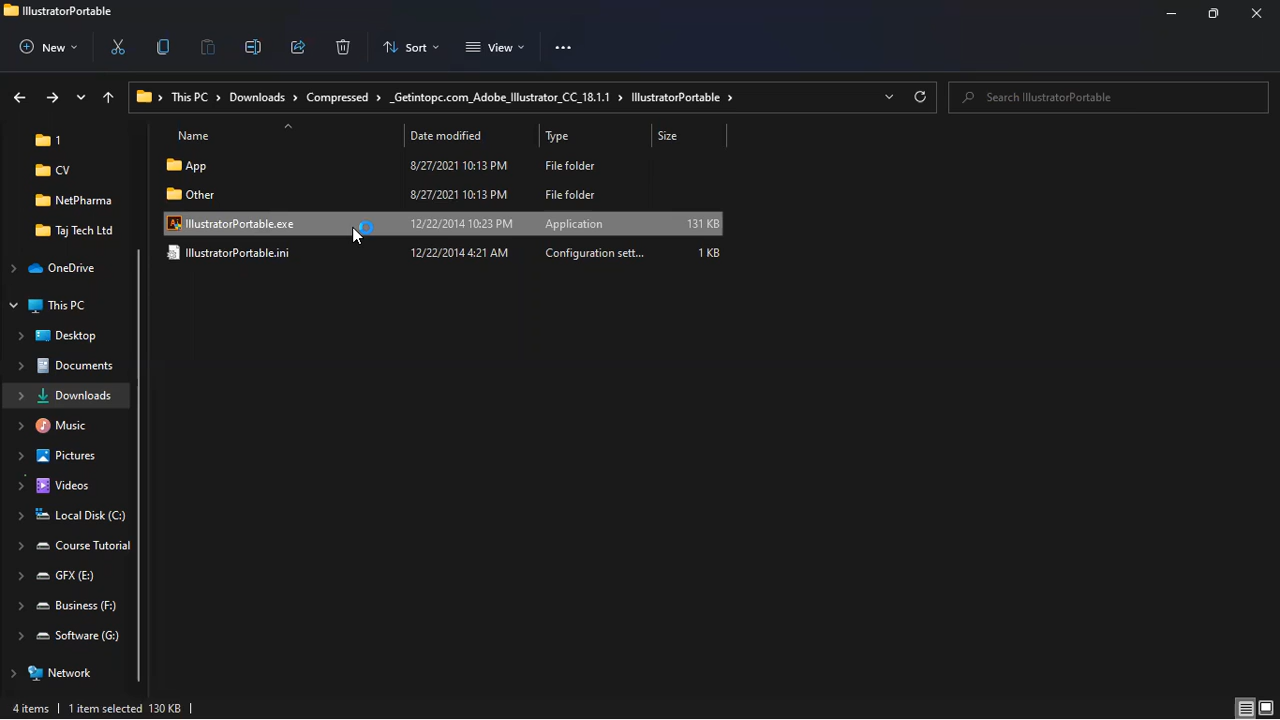 IllustratorPortable
New
Sort
View
This PC > Downloads > Compressed > _Getintopc.com_Adobe_Illustrator_CC_18.1.1 > IllustratorPortable >
Search IllustratorPortable
Name Date modified Type Size
1
App 8/27/2021 10:13 PM File folder
CV
Other 8/27/2021 10:13 PM File folder
NetPharma
IllustratorPortable.exe 12/22/2014 10:23 PM Application 131 KB
Taj Tech Ltd
IllustratorPortable.ini 12/22/2014 4:21 AM Configuration sett... 1 KB
OneDrive
This PC
Desktop
Documents
Downloads
Music
Pictures
Videos
Local Disk (C:)
Course Tutorial
GFX (E:)
Business (F:)
Software (G:)
Network
4 items 1 item selected 130 KB